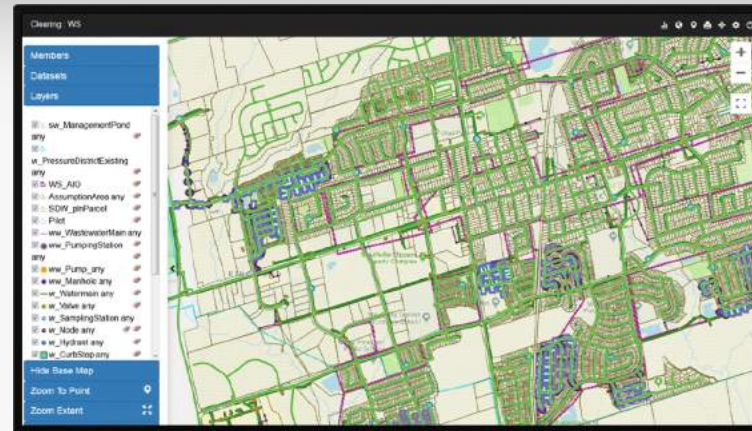 Clearing : WS
Members
Datasets
Layers
sw_ManagementPond
any
w_PressureDistrictExisting
any
WS_AIO
AssumptionArea any
SDW_pinParcel
Pilot
ww_WastewaterMain any
ww_PumpingStation
any
ww_Pump_any
ww_Manhole any
w_Watermain any
w_Valve any
w_SamplingStation any
w_Node any
w_Hydrant any
w_CurbStop any
Hide Base Map
Zoom To Point
Zoom Extent